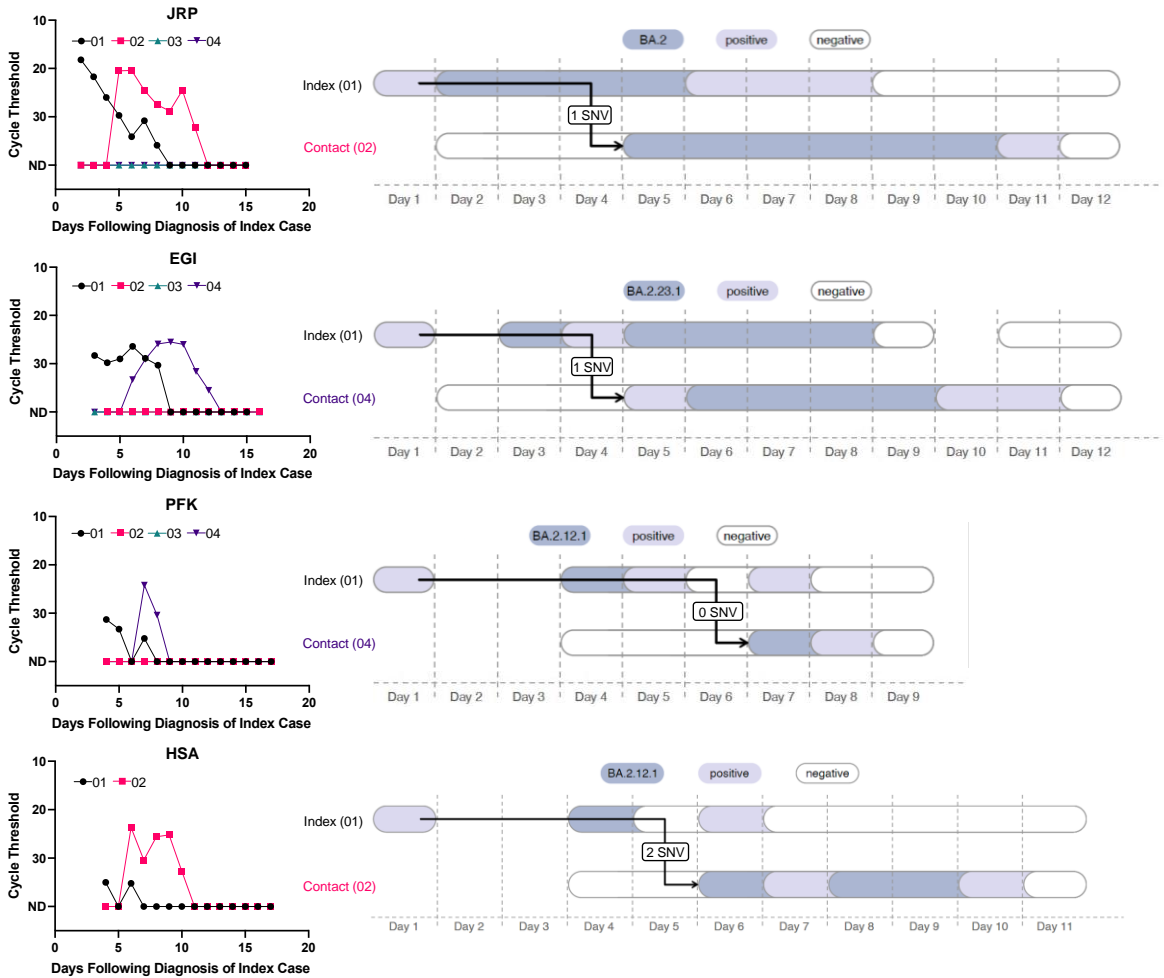 JRP
01 02 03 04
Cycle Threshold
10
20
30
ND
0 5 10 15 20
Days Following Diagnosis of Index Case
BA.2 positive negative
Index (01)
1 SNV
Contact (02)
Day 1 Day 2 Day 3 Day 4 Day 5 Day 6 Day 7 Day 8 Day 9 Day 10 Day 11 Day 12
EGI
01 02 03 04
Cycle Threshold
10
20
30
ND
0 5 10 15 20
Days Following Diagnosis of Index Case
BA.2.23.1 positive negative
Index (01)
1 SNV
Contact (04)
Day 1 Day 2 Day 3 Day 4 Day 5 Day 6 Day 7 Day 8 Day 9 Day 10 Day 11 Day 12
PFK
01 02 03 04
Cycle Threshold
10
20
30
ND
0 5 10 15 20
Days Following Diagnosis of Index Case
BA.2.12.1 positive negative
Index (01)
0 SNV
Contact (04)
Day 1 Day 2 Day 3 Day 4 Day 5 Day 6 Day 7 Day 8 Day 9
HSA
01 02
Cycle Threshold
10
20
30
ND
0 5 10 15 20
Days Following Diagnosis of Index Case
BA.2.12.1 positive negative
Index (01)
2 SNV
Contact (02)
Day 1 Day 2 Day 3 Day 4 Day 5 Day 6 Day 7 Day 8 Day 9 Day 10 Day 11